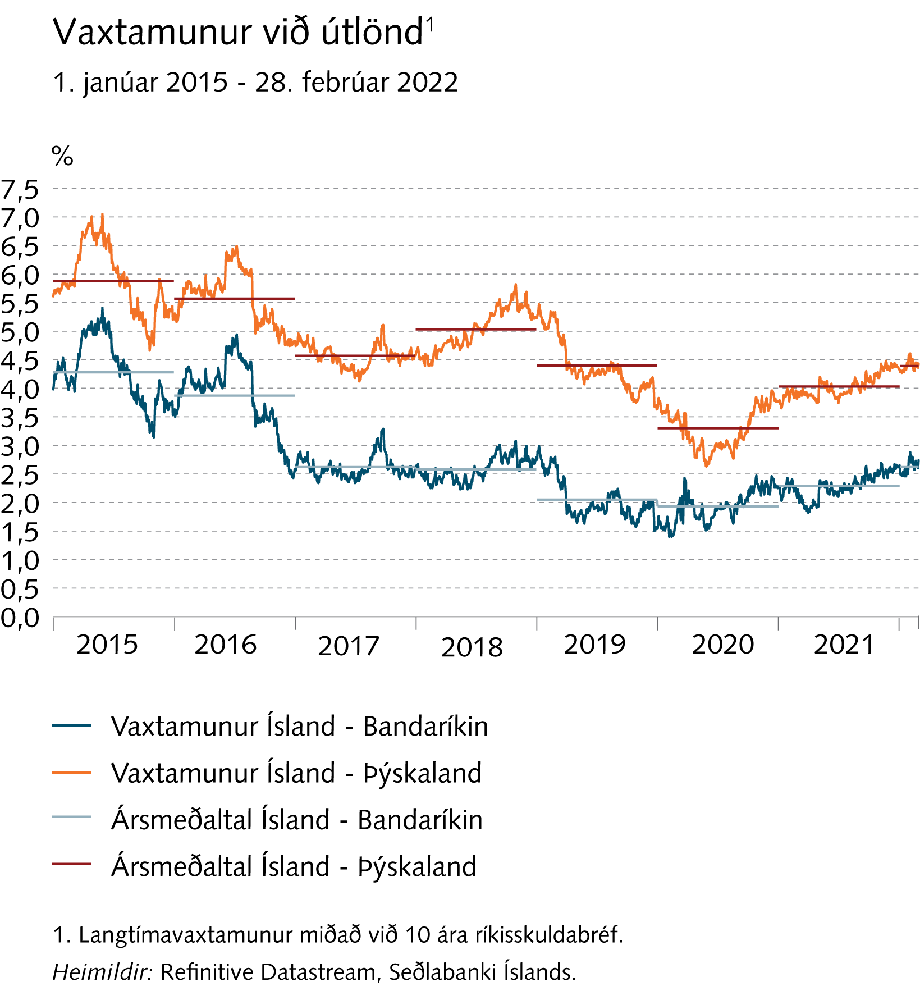 Vaxtamunur við útlönd¹
1. janúar 2015 - 28. febrúar 2022
%
7,5
7,0
6,5
6,0
5,5
5,0
4,5
4,0
3,5
3,0
2,5
2,0
1,5
1,0
0,5
0,0
2015 2016 2017 2018 2019 2020 2021
Vaxtamunur Ísland - Bandaríkin
Vaxtamunur Ísland - Þýskaland
Ársmeðaltal Ísland - Bandaríkin
Ársmeðaltal Ísland - Þýskaland
1. Langtímavaxtamunur miðað við 10 ára ríkisskuldabréf.
Heimildir: Refinitive Datastream, Seðlabanki Íslands.